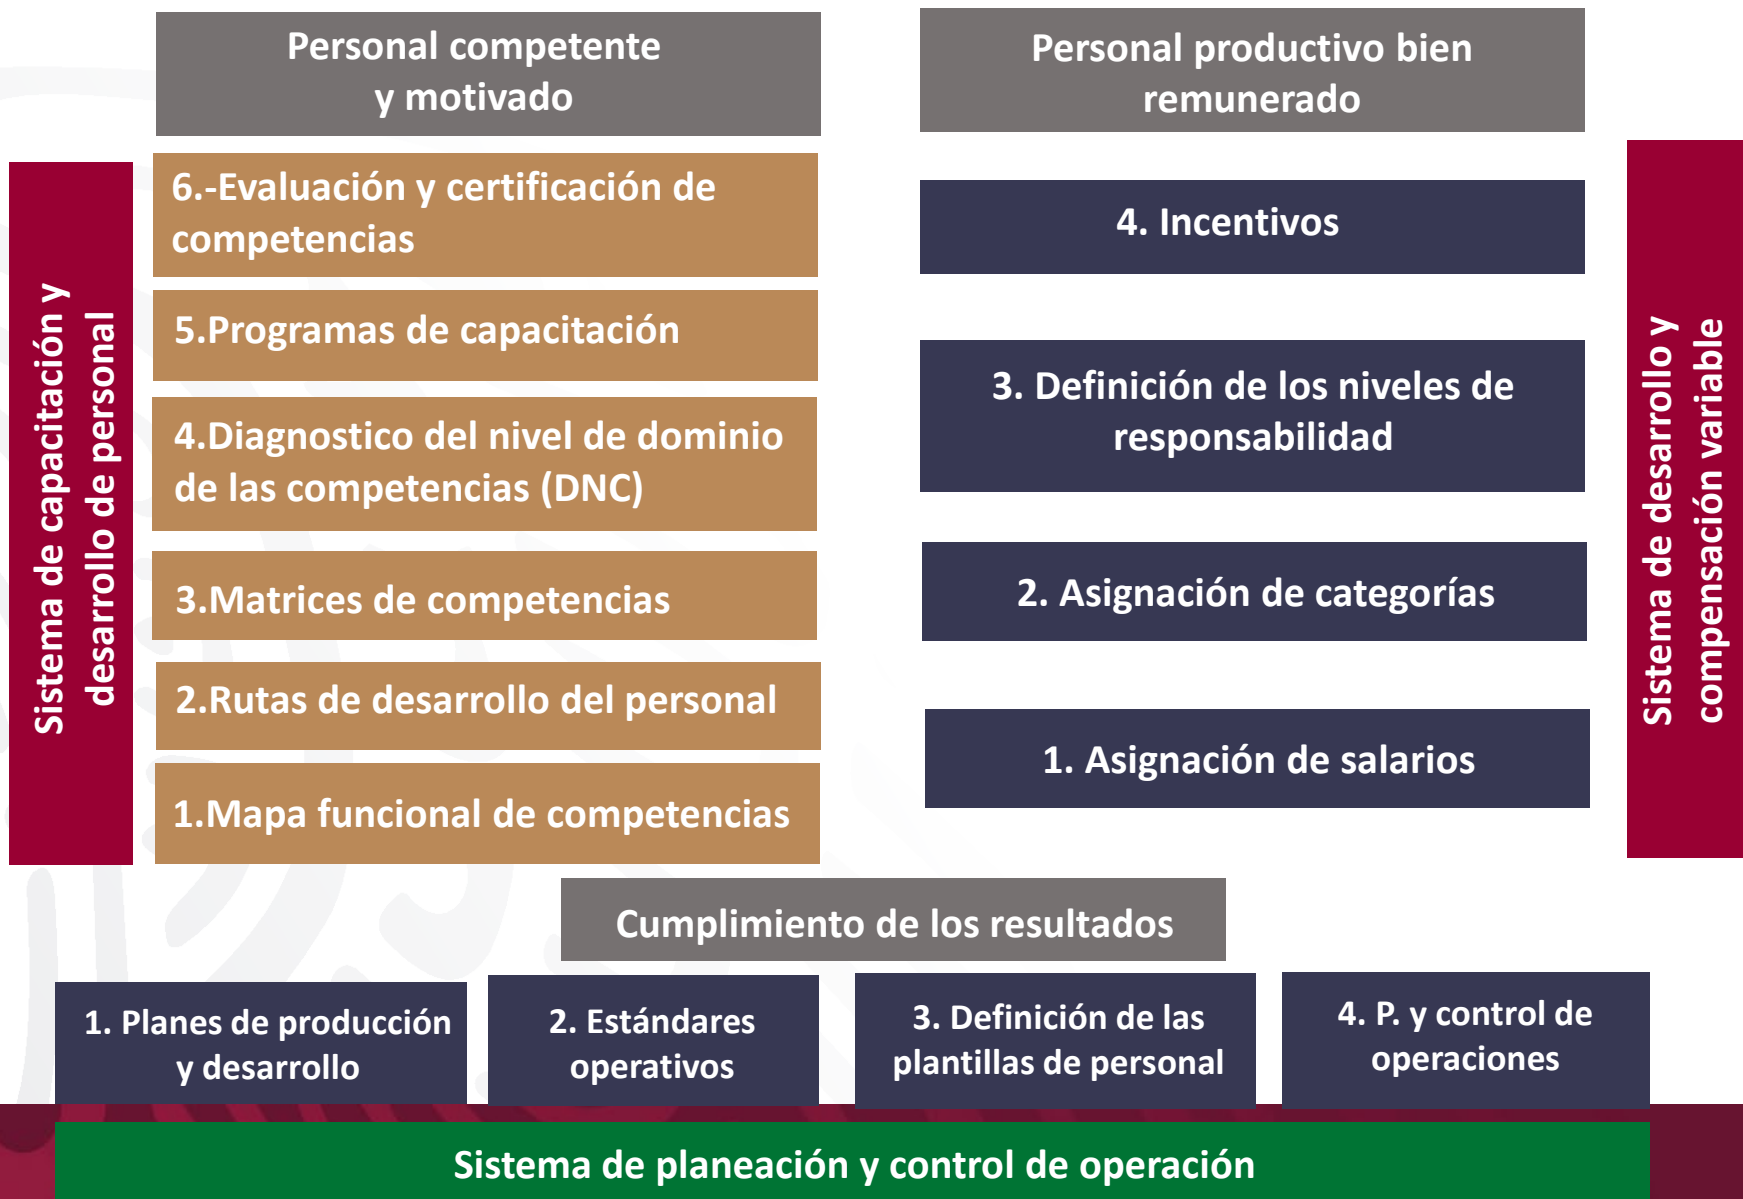 Personal competente
y motivado
Personal productivo bien
remunerado
Sistema de capacitación y
desarrollo de personal
6.-Evaluación y certificación de
competencias
5.Programas de capacitación
4.Diagnostico del nivel de dominio
de las competencias (DNC)
3.Matrices de competencias
2.Rutas de desarrollo del personal
1.Mapa funcional de competencias
4. Incentivos
3. Definición de los niveles de
responsabilidad
2. Asignación de categorías
1. Asignación de salarios
Sistema de desarrollo y
compensación variable
Cumplimiento de los resultados
1. Planes de producción
y desarrollo
2. Estándares
operativos
3. Definición de las
plantillas de personal
4. P. y control de
operaciones
Sistema de planeación y control de operación